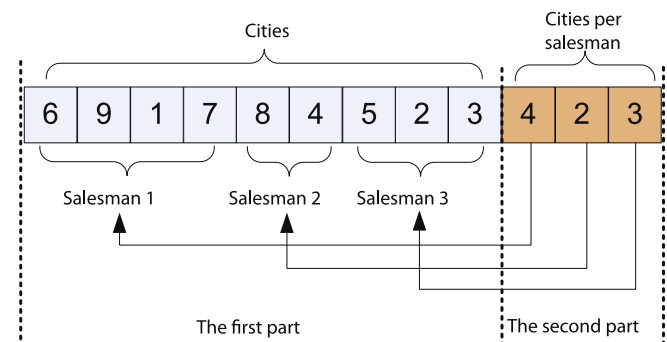 Cities
Cities per
salesman
6 9 1 7 8 4 5 2 3 4 2 3
Salesman 1 Salesman 2 Salesman 3
The first part The second part